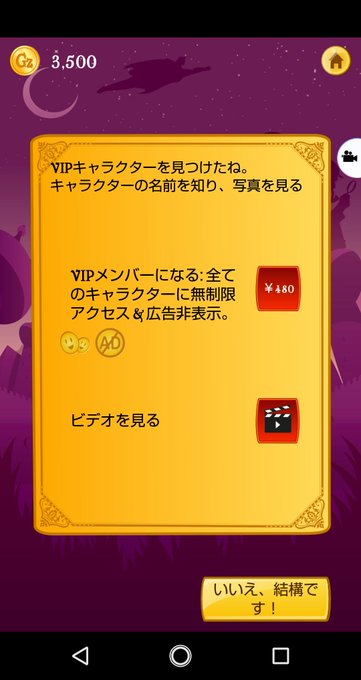 Gz 3,500
VIPキャラクターを見つけたね。
キャラクターの名前を知り、写真を見る
VIPメンバーになる: 全て
のキャラクターに無制限
アクセス & 広告非表示。
￥480
AD
ビデオを見る
いいえ、結構で
す！